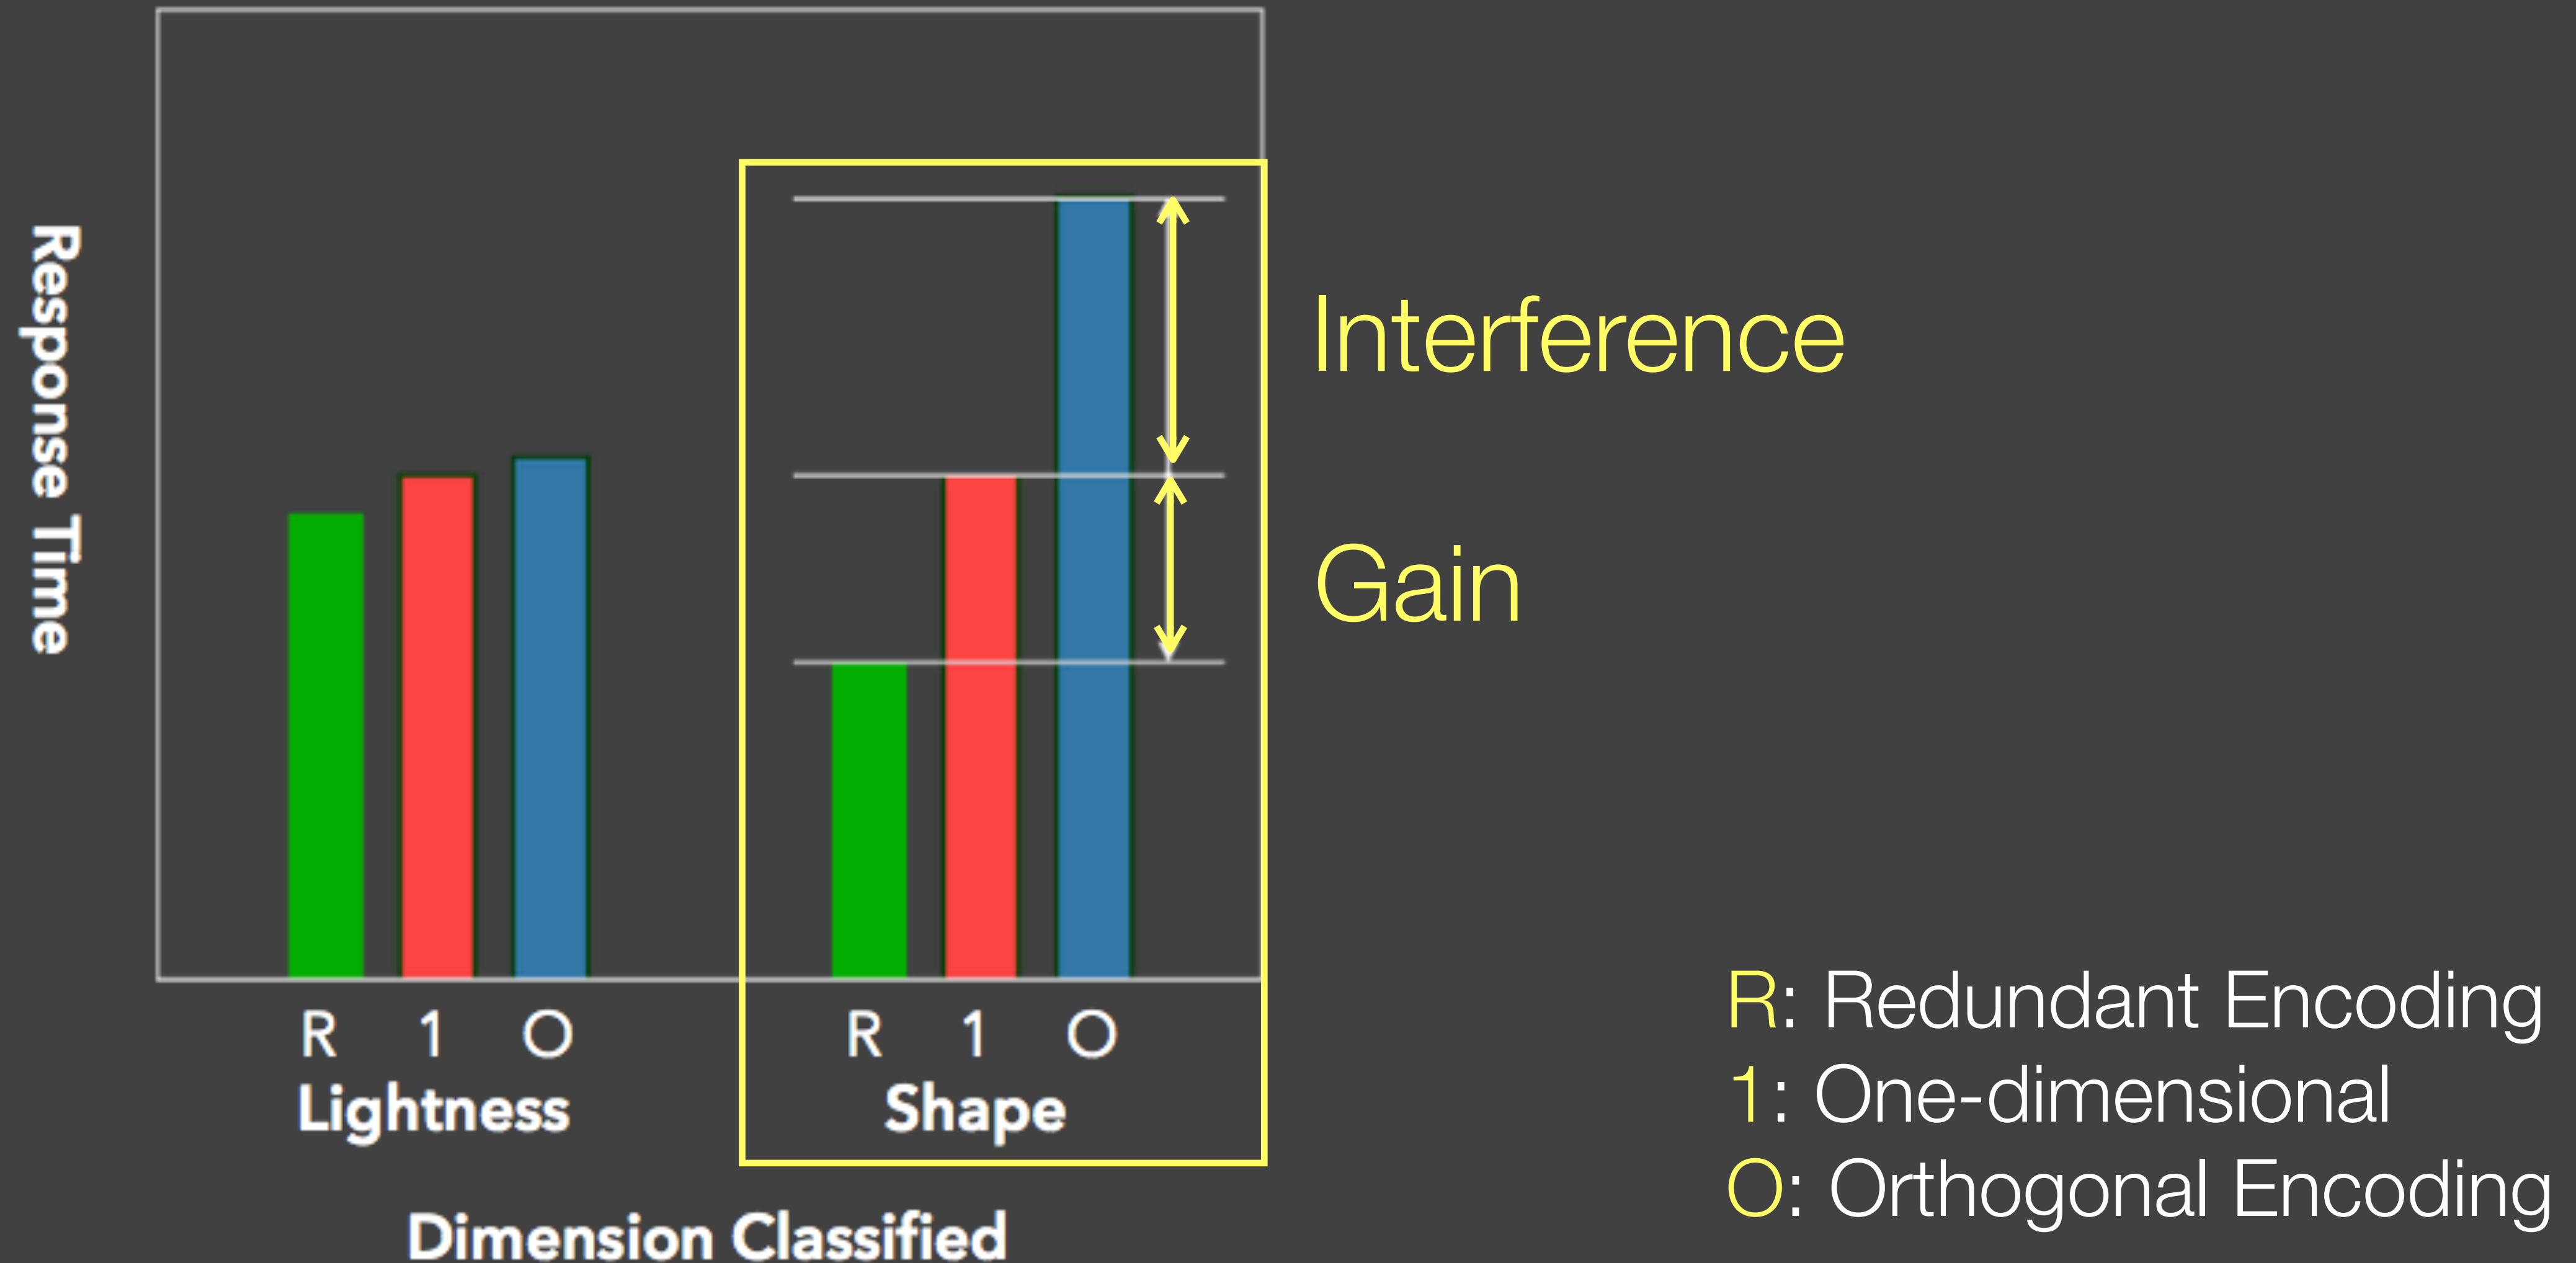 Response Time
Interference
Gain
R 1 O
Lightness
R 1 O
Shape
Dimension Classified
R: Redundant Encoding
1: One-dimensional
O: Orthogonal Encoding